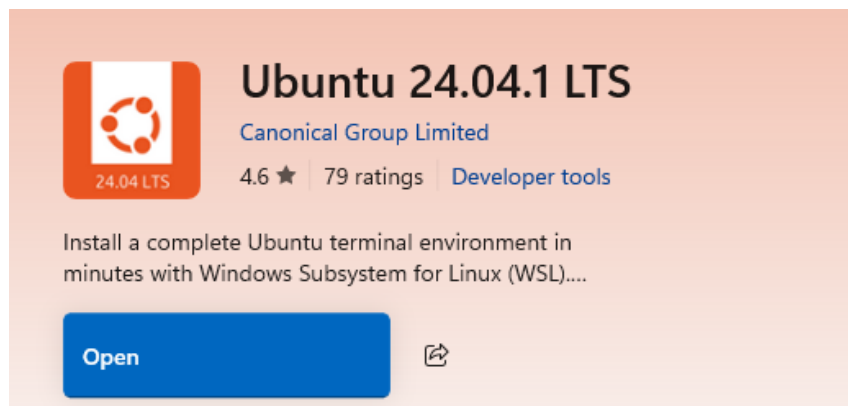 Ubuntu 24.04.1 LTS
Canonical Group Limited
24.04 LTS
4.6 ★ 79 ratings Developer tools
Install a complete Ubuntu terminal environment in
minutes with Windows Subsystem for Linux (WSL)....
Open